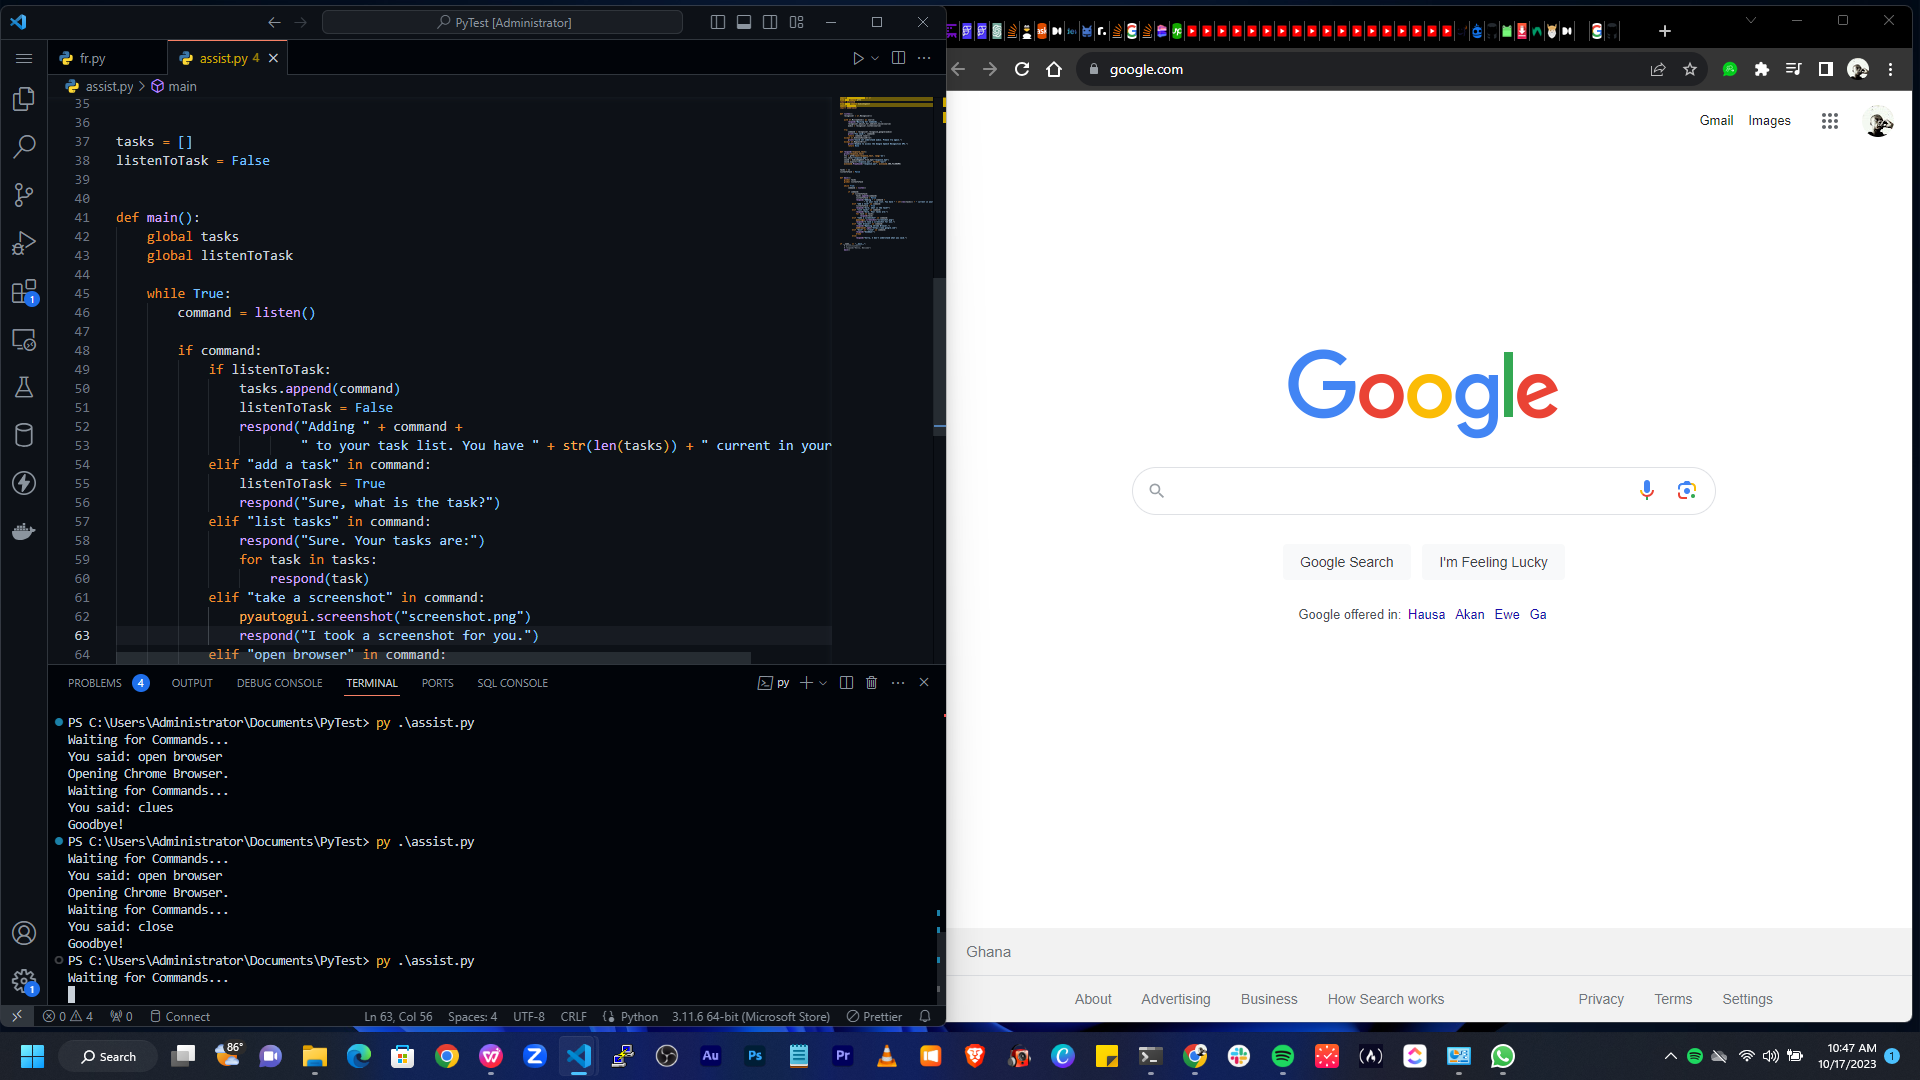 PyTest [Administrator]
fr.py
assist.py 4
assist.py > main
35
36
37 tasks = []
38 listenToTask = False
39
40
41 def main():
42 global tasks
43 global listenToTask
44
45 while True:
46 command = listen()
47
48 if command:
49 if listenToTask:
50 tasks.append(command)
51 listenToTask = False
52 respond("Adding " + command +
53 " to your task list. You have " + str(len(tasks)) + " current in your
54 elif "add a task" in command:
55 listenToTask = True
56 respond("Sure, what is the task?")
57 elif "list tasks" in command:
58 respond("Sure. Your tasks are:")
59 for task in tasks:
60 respond(task)
61 elif "take a screenshot" in command:
62 pyautogui.screenshot("screenshot.png")
63 respond("I took a screenshot for you.")
64 elif "open browser" in command:
PROBLEMS 4 OUTPUT DEBUG CONSOLE TERMINAL PORTS SQL CONSOLE
py
PS C:\Users\Administrator\Documents\PyTest> py .\assist.py
Waiting for Commands...
You said: open browser
Opening Chrome Browser.
Waiting for Commands...
You said: clues
Goodbye!
PS C:\Users\Administrator\Documents\PyTest> py .\assist.py
Waiting for Commands...
You said: open browser
Opening Chrome Browser.
Waiting for Commands...
You said: close
Goodbye!
PS C:\Users\Administrator\Documents\PyTest> py .\assist.py
Waiting for Commands...
1
1
0 4 0 Connect Ln 63, Col 56 Spaces: 4 UTF-8 CRLF Python 3.11.6 64-bit (Microsoft Store) Prettier
google.com
Gmail Images
Google
Google Search I'm Feeling Lucky
Google offered in: Hausa Akan Ewe Ga
Ghana
About Advertising Business How Search works Privacy Terms Settings
Search
86°
Au
Ps
Pr
10:47 AM
10/17/2023
1